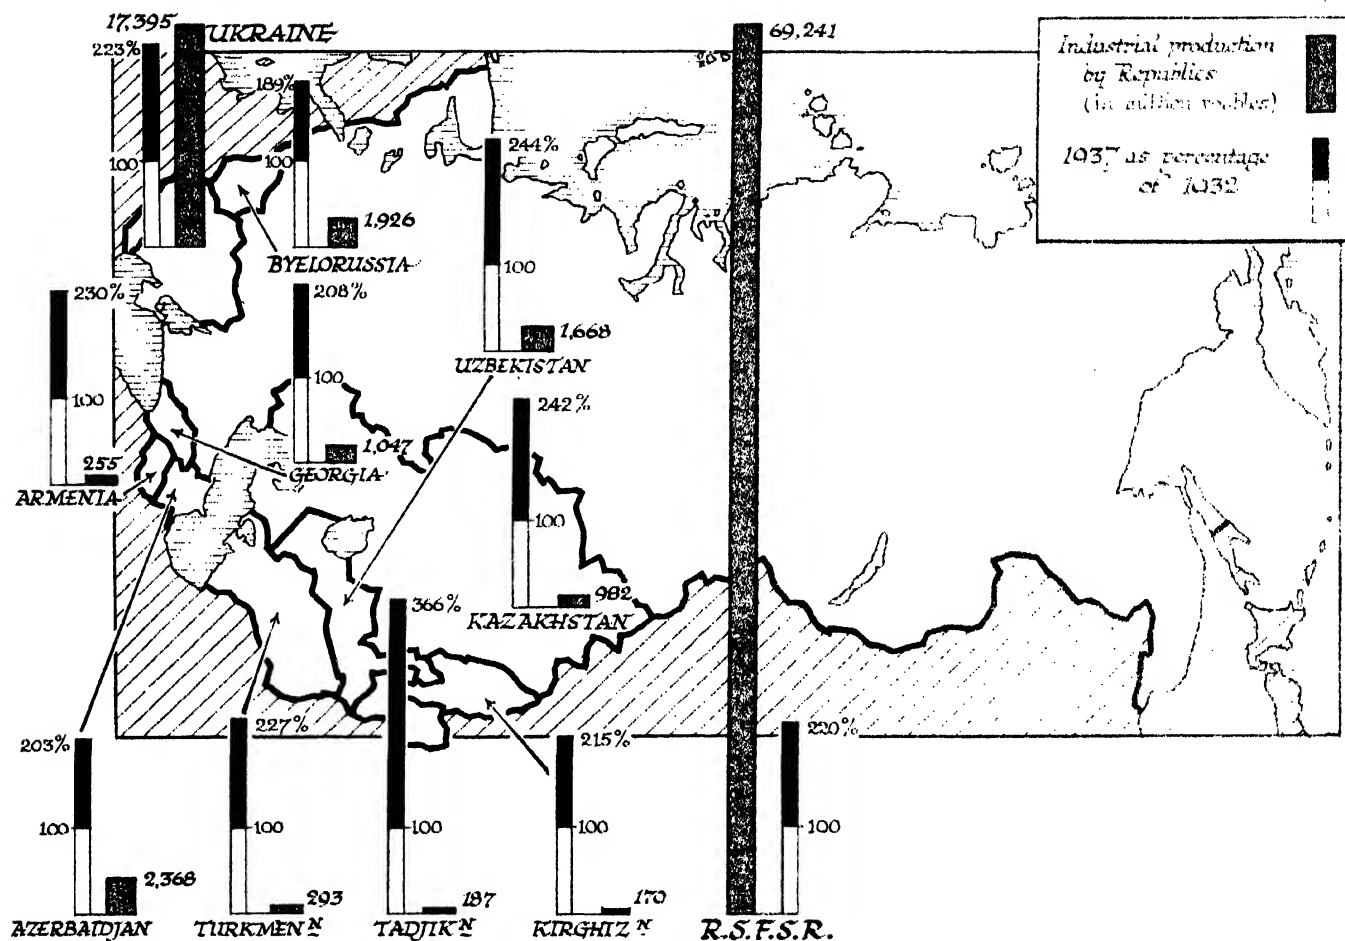 17,395
UKRAINE
223%
100
189%
100
1,926
BYELORUSSIA
244%
100
1,668
UZBEKISTAN
69,241
Industrial production
by Republics
(in million roubles)
1937 as percentage
of 1932
230%
100
255
ARMENIA
208%
100
1,047
GEORGIA
242%
100
982
KAZAKHSTAN
203%
100
2,368
AZERBAIDJAN
227%
100
293
TURKMEN N
366%
100
187
TADJIK N
215%
100
170
KIRGHIZ N
220%
100
R.S.F.S.R.